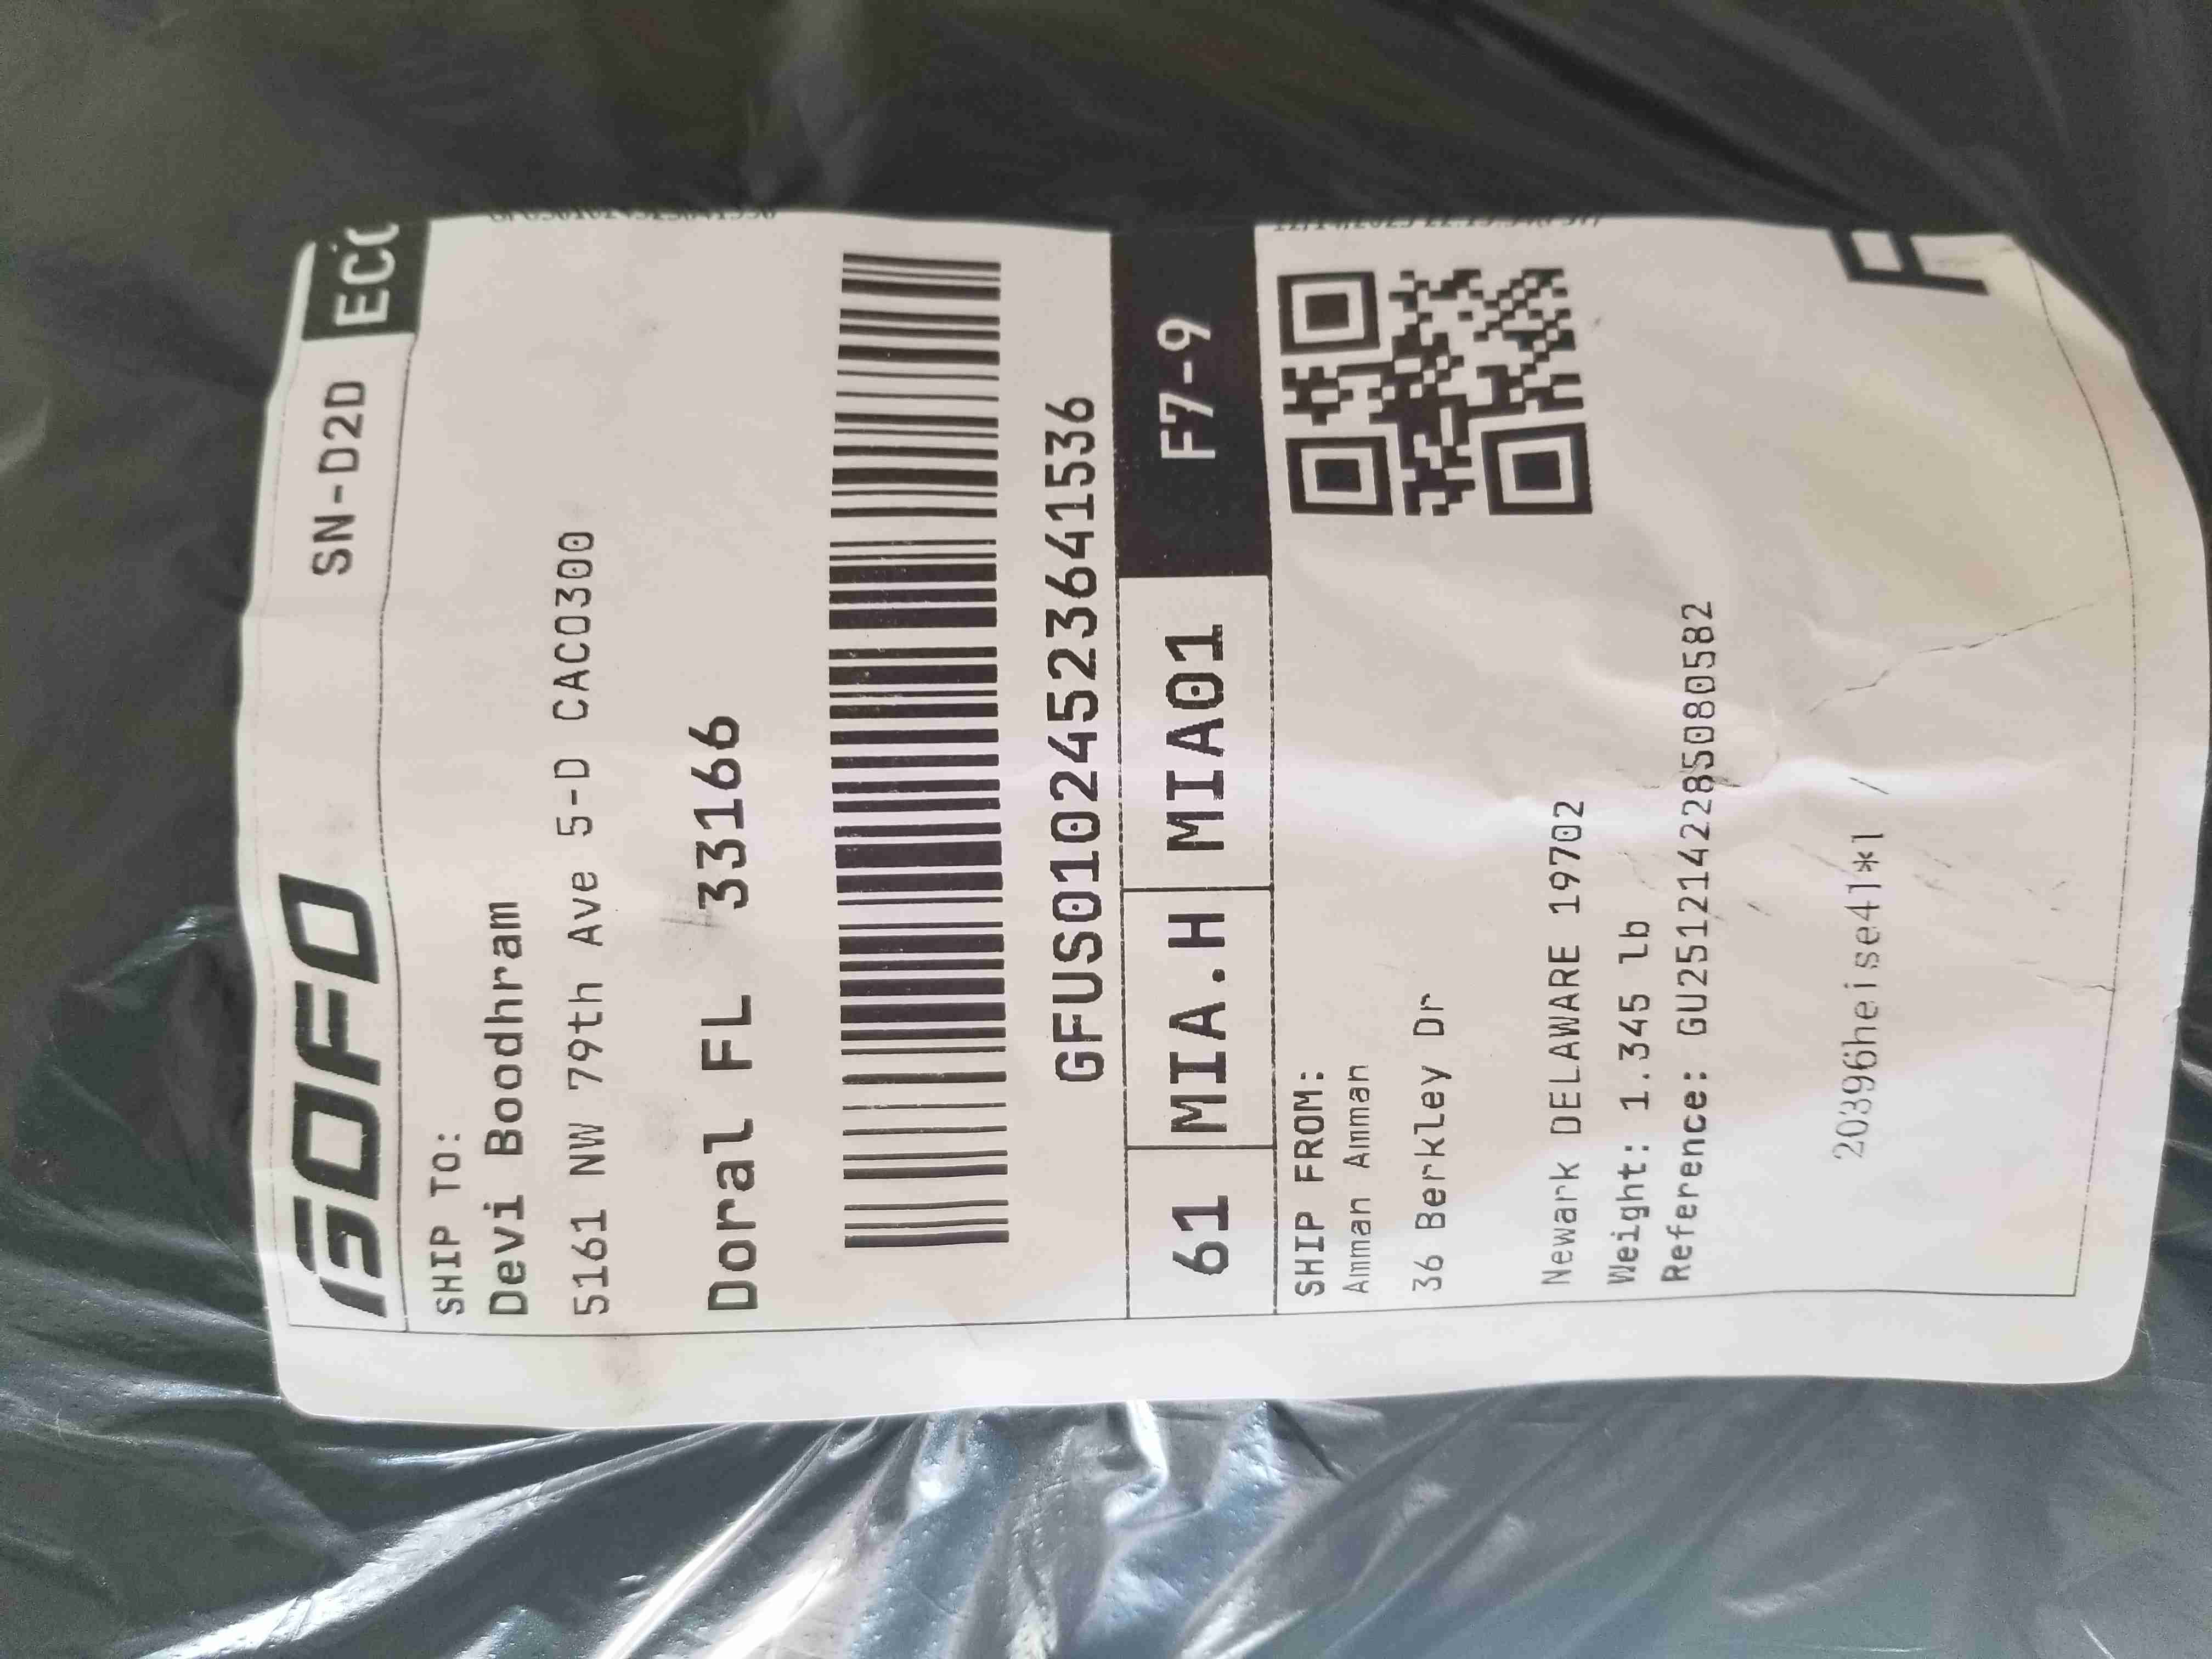 GOFO
SN-D2D
SHIP TO:
Devi Boodhram
5161 NW 79th Ave 5-D CAC0300
Doral FL 33166
GFUS01024523641536
61 MIA.H MIA01 F7-9
SHIP FROM:
Amman Amman
36 Berkley Dr
Newark DELAWARE 19702
Weight: 1.345 lb
Reference: GU25121422850880582
20396heise41*1